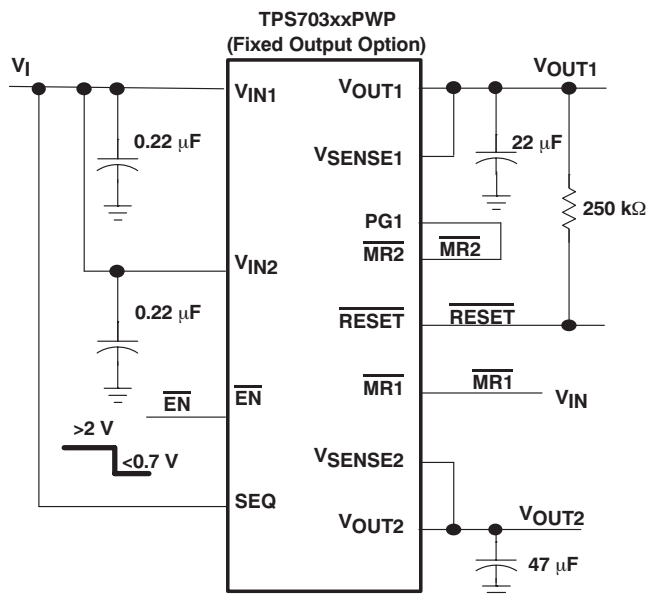 TPS703xxPWP
(Fixed Output Option)
VI
VIN1
VOUT1
VOUT1
0.22 μF
22 μF
VSENSE1
250 kΩ
PG1
MR2
MR2
VIN2
0.22 μF
RESET
RESET
EN
EN
MR1
MR1
VIN
>2 V
<0.7 V
VSENSE2
SEQ
VOUT2
VOUT2
47 μF